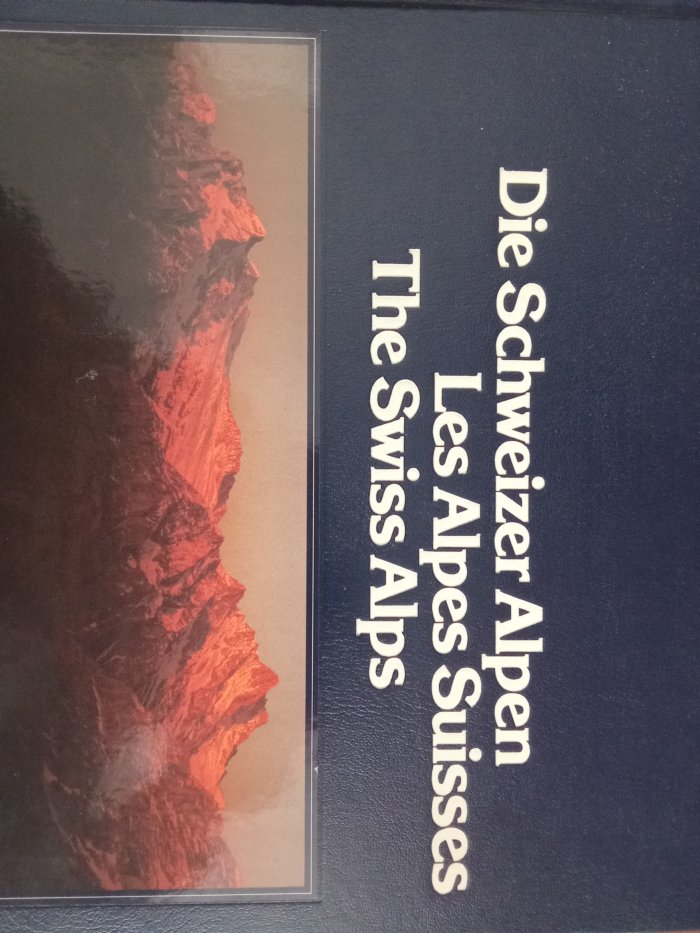 Die Schweizer Alpen
Les Alpes Suisses
The Swiss Alps